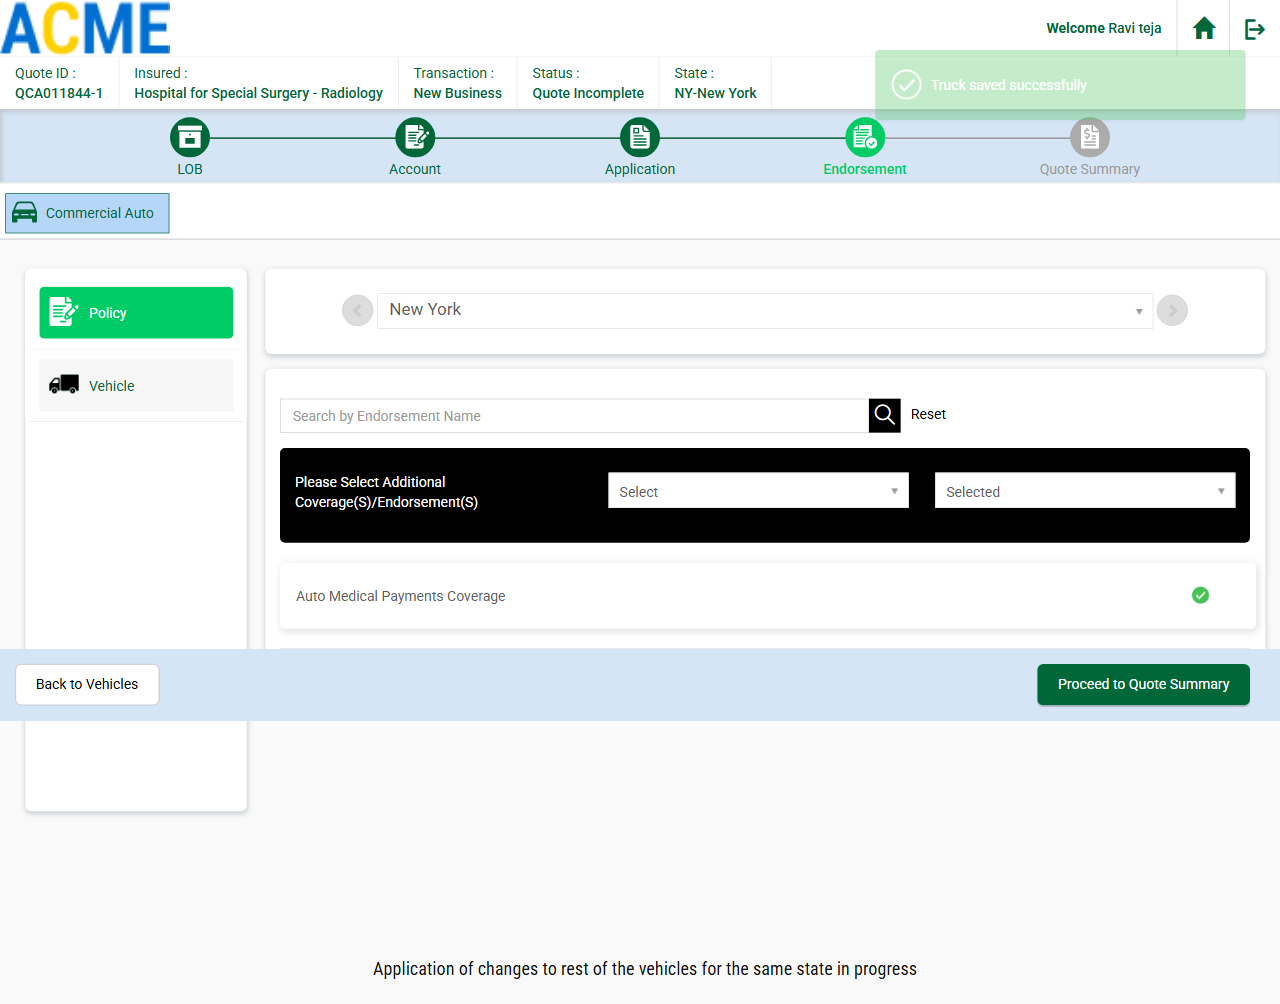 ACME
Welcome Ravi teja
Quote ID :
QCA011844-1
Insured :
Hospital for Special Surgery - Radiology
Transaction :
New Business
Status :
Quote Incomplete
State :
NY-New York
Truck saved successfully
LOB
Account
Application
Endorsement
Quote Summary
Commercial Auto
Policy
Vehicle
New York
Search by Endorsement Name
Reset
Please Select Additional
Coverage(S)/Endorsement(S)
Select
Selected
Auto Medical Payments Coverage
Back to Vehicles
Proceed to Quote Summary
Application of changes to rest of the vehicles for the same state in progress